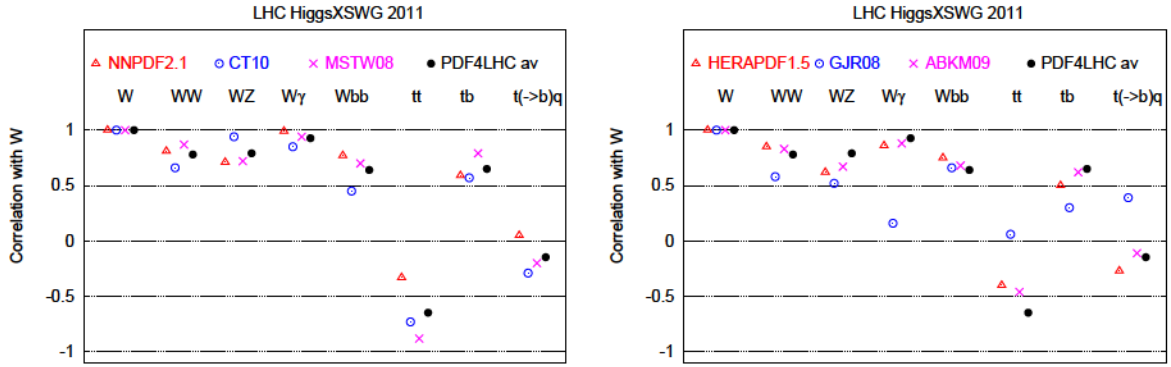 LHC HiggsXSWG 2011
NNPDF2.1 CT10 MSTW08 PDF4LHC av
W WW WZ Wγ Wbb tt tb t(->b)q
1
0.5
0
-0.5
-1
Correlation with W
LHC HiggsXSWG 2011
HERAPDF1.5 GJR08 ABKM09 PDF4LHC av
W WW WZ Wγ Wbb tt tb t(->b)q
1
0.5
0
-0.5
-1
Correlation with W